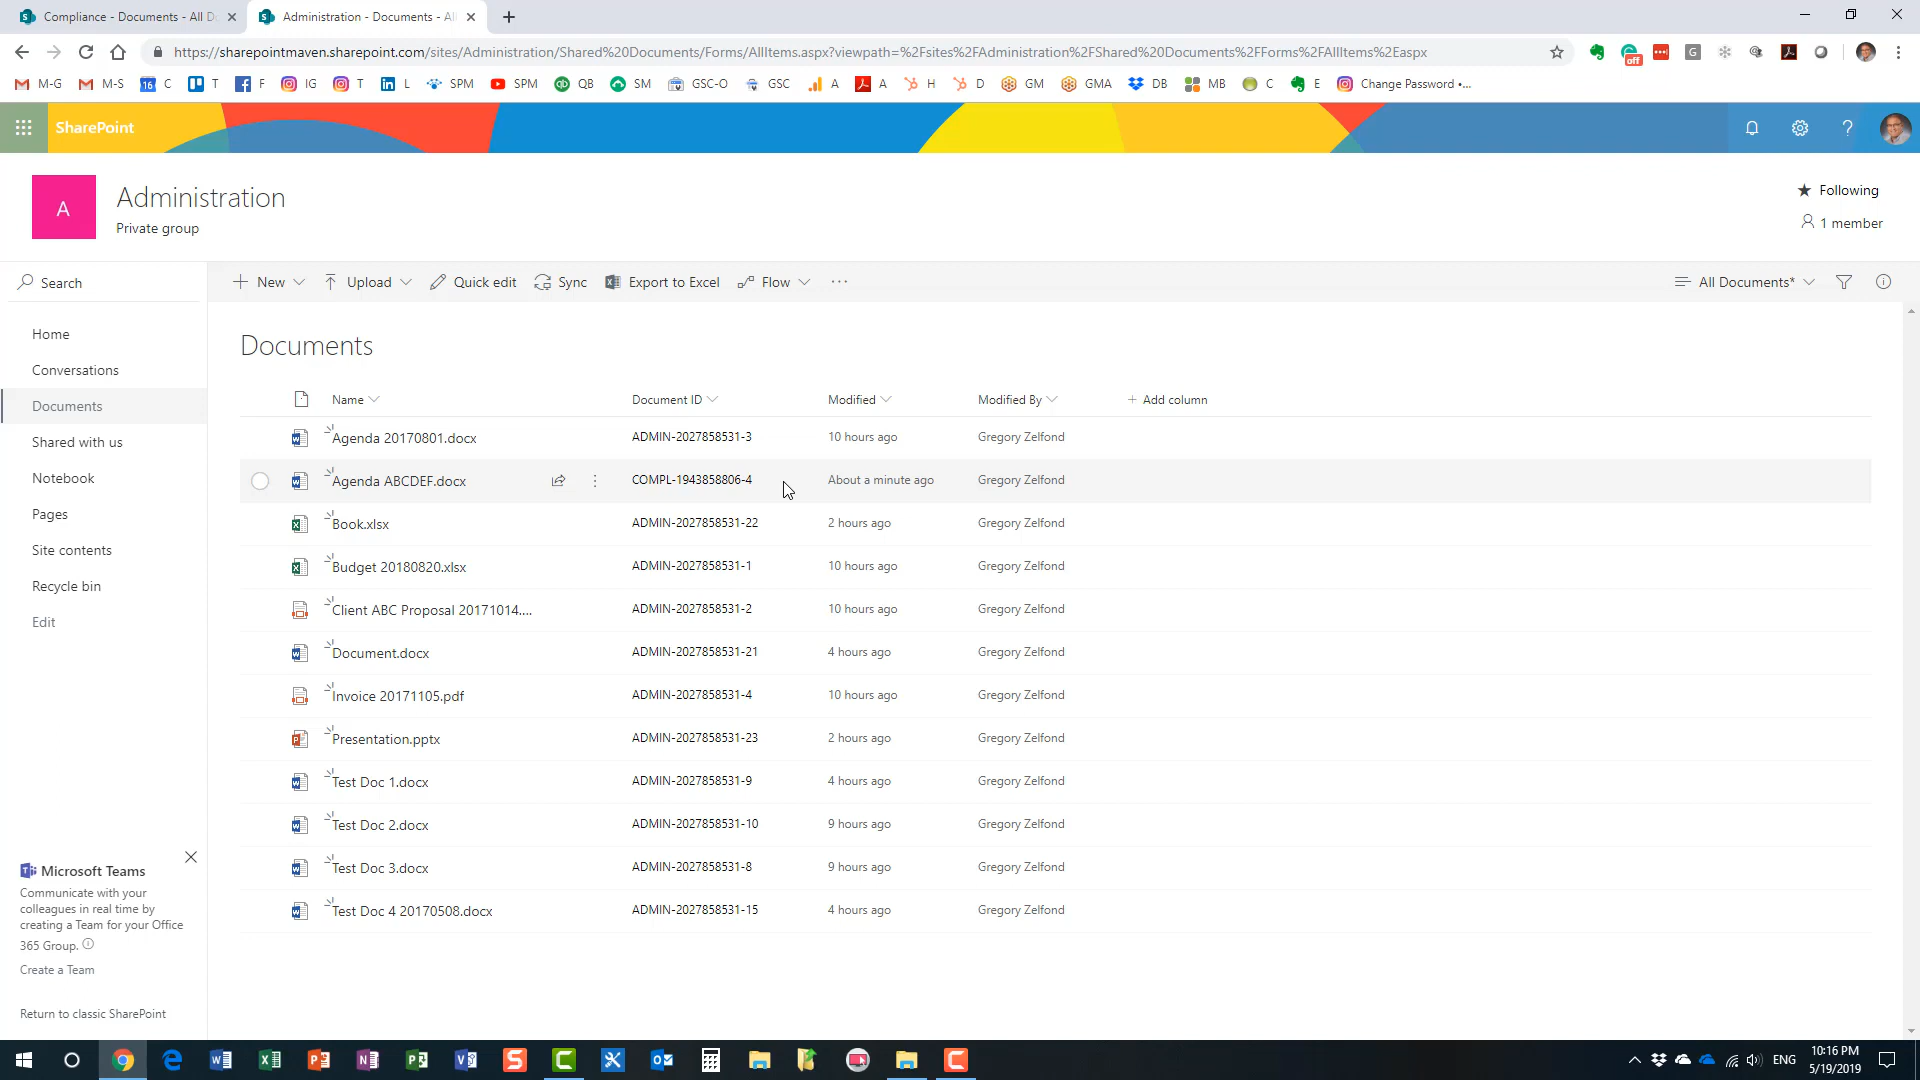 Compliance - Documents - All D
Administration - Documents - All
https://sharepointmaven.sharepoint.com/sites/Administration/Shared%20Documents/Forms/AllItems.aspx?viewpath=%2Fsites%2FAdministration%2FShared%20Documents%2FForms%2FAllItems%2Easpx
off
M-G M-S 16 C T F IG T L SPM SPM QB SM GSC-O GSC A A H D GM GMA DB MB C E Change Password •...
SharePoint
A
Administration
Private group
Following
1 member
Search
New Upload Quick edit Sync Export to Excel Flow ... All Documents*
Home
Conversations
Documents
Shared with us
Notebook
Pages
Site contents
Recycle bin
Edit
Documents
Name Document ID Modified Modified By + Add column
Agenda 20170801.docx ADMIN-2027858531-3 10 hours ago Gregory Zelfond
Agenda ABCDEF.docx COMPL-1943858806-4 About a minute ago Gregory Zelfond
Book.xlsx ADMIN-2027858531-22 2 hours ago Gregory Zelfond
Budget 20180820.xlsx ADMIN-2027858531-1 10 hours ago Gregory Zelfond
Client ABC Proposal 20171014.... ADMIN-2027858531-2 10 hours ago Gregory Zelfond
Document.docx ADMIN-2027858531-21 4 hours ago Gregory Zelfond
Invoice 20171105.pdf ADMIN-2027858531-4 10 hours ago Gregory Zelfond
Presentation.pptx ADMIN-2027858531-23 2 hours ago Gregory Zelfond
Test Doc 1.docx ADMIN-2027858531-9 4 hours ago Gregory Zelfond
Test Doc 2.docx ADMIN-2027858531-10 9 hours ago Gregory Zelfond
Test Doc 3.docx ADMIN-2027858531-8 9 hours ago Gregory Zelfond
Test Doc 4 20170508.docx ADMIN-2027858531-15 4 hours ago Gregory Zelfond
Microsoft Teams
Communicate with your
colleagues in real time by
creating a Team for your Office
365 Group.
Create a Team
Return to classic SharePoint
ENG
10:16 PM
5/19/2019